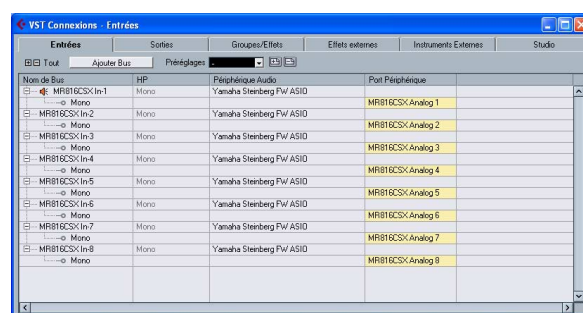 VST Connexions - Entrées
Entrées Sorties Groupes/Effets Effets externes Instruments Externes Studio
Tout Ajouter Bus Préréglages -
Nom de Bus HP Périphérique Audio Port Périphérique
MR816CSX In-1 Mono Yamaha Steinberg FW ASIO
Mono MR816CSX Analog 1
MR816CSX In-2 Mono Yamaha Steinberg FW ASIO
Mono MR816CSX Analog 2
MR816CSX In-3 Mono Yamaha Steinberg FW ASIO
Mono MR816CSX Analog 3
MR816CSX In-4 Mono Yamaha Steinberg FW ASIO
Mono MR816CSX Analog 4
MR816CSX In-5 Mono Yamaha Steinberg FW ASIO
Mono MR816CSX Analog 5
MR816CSX In-6 Mono Yamaha Steinberg FW ASIO
Mono MR816CSX Analog 6
MR816CSX In-7 Mono Yamaha Steinberg FW ASIO
Mono MR816CSX Analog 7
MR816CSX In-8 Mono Yamaha Steinberg FW ASIO
Mono MR816CSX Analog 8